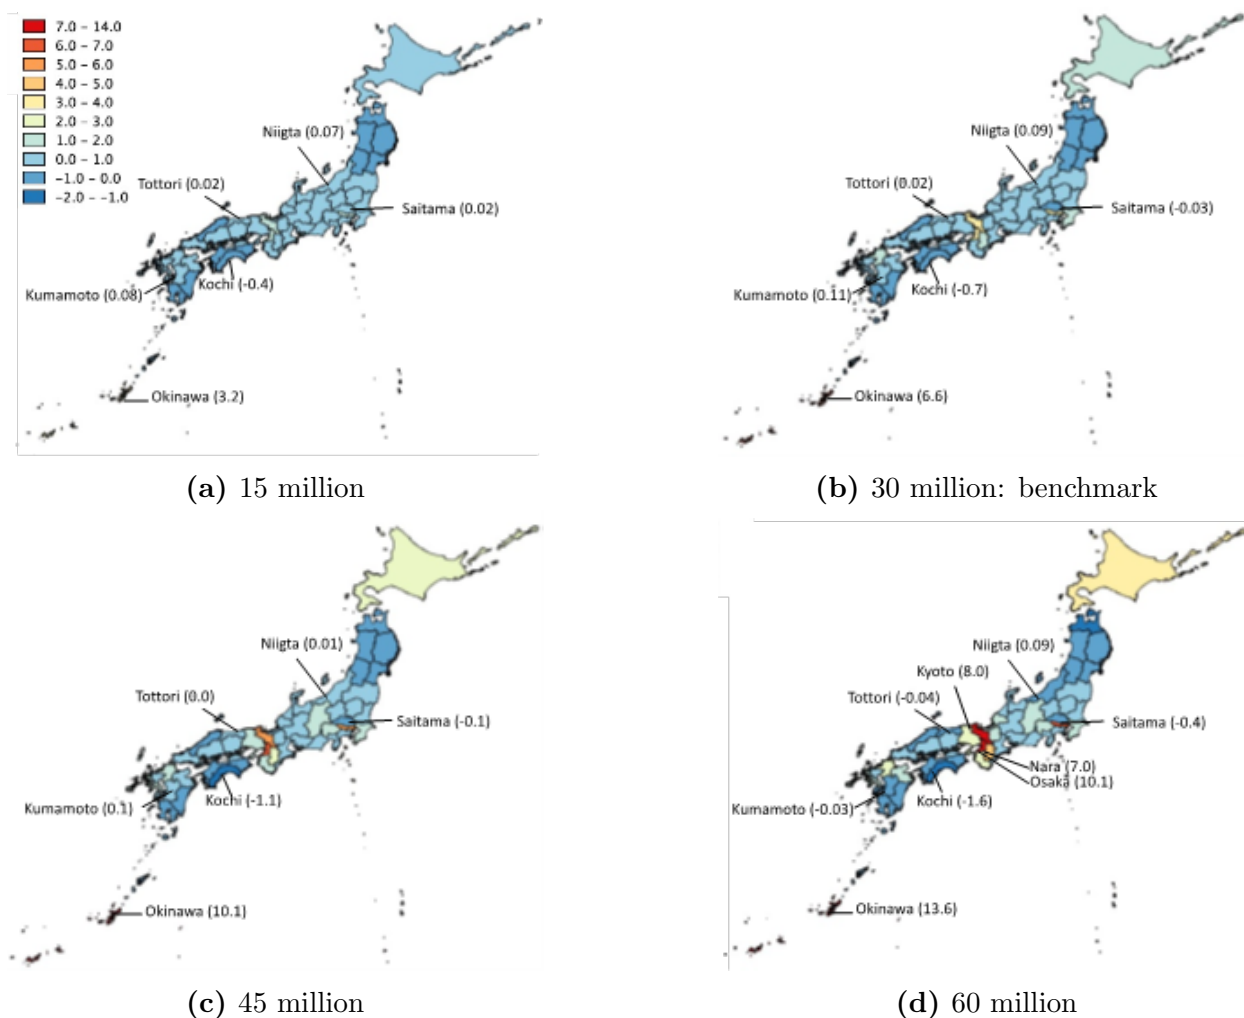 7.0 – 14.0
6.0 – 7.0
5.0 – 6.0
4.0 – 5.0
3.0 – 4.0
2.0 – 3.0
1.0 – 2.0
0.0 – 1.0
−1.0 – 0.0
−2.0 – −1.0
Niigta (0.07)
Tottori (0.02)
Saitama (0.02)
Kochi (-0.4)
Kumamoto (0.08)
Okinawa (3.2)
(a) 15 million
Niigta (0.09)
Tottori (0.02)
Saitama (-0.03)
Kochi (-0.7)
Kumamoto (0.11)
Okinawa (6.6)
(b) 30 million: benchmark
Niigta (0.01)
Tottori (0.0)
Saitama (-0.1)
Kochi (-1.1)
Kumamoto (0.1)
Okinawa (10.1)
(c) 45 million
Niigta (0.09)
Kyoto (8.0)
Tottori (-0.04)
Saitama (-0.4)
Nara (7.0)
Osaka (10.1)
Kochi (-1.6)
Kumamoto (-0.03)
Okinawa (13.6)
(d) 60 million